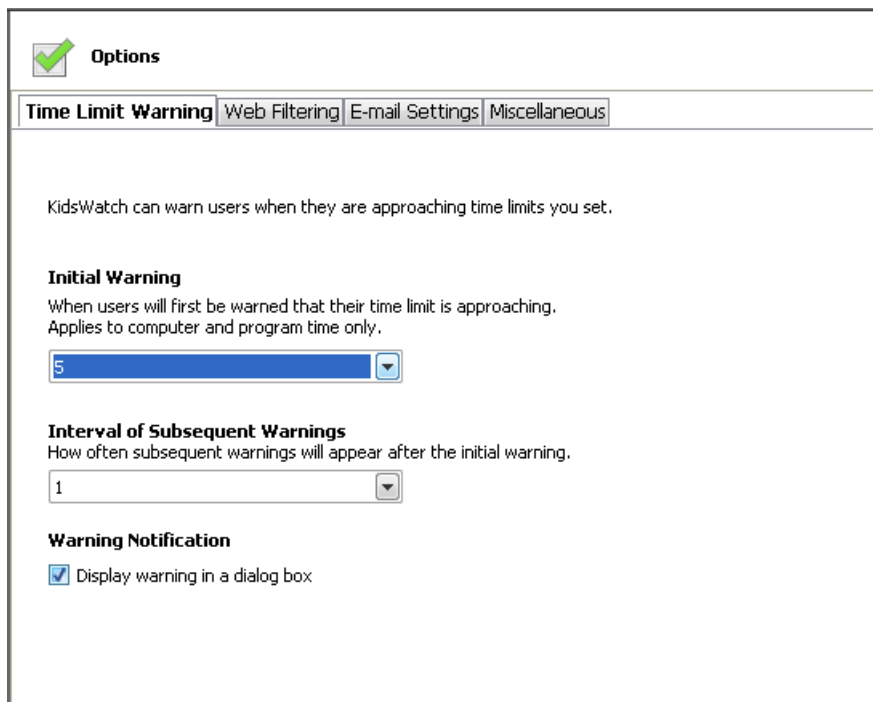 Options
Time Limit Warning Web Filtering E-mail Settings Miscellaneous
KidsWatch can warn users when they are approaching time limits you set.
Initial Warning
When users will first be warned that their time limit is approaching.
Applies to computer and program time only.
5
Interval of Subsequent Warnings
How often subsequent warnings will appear after the initial warning.
1
Warning Notification
Display warning in a dialog box